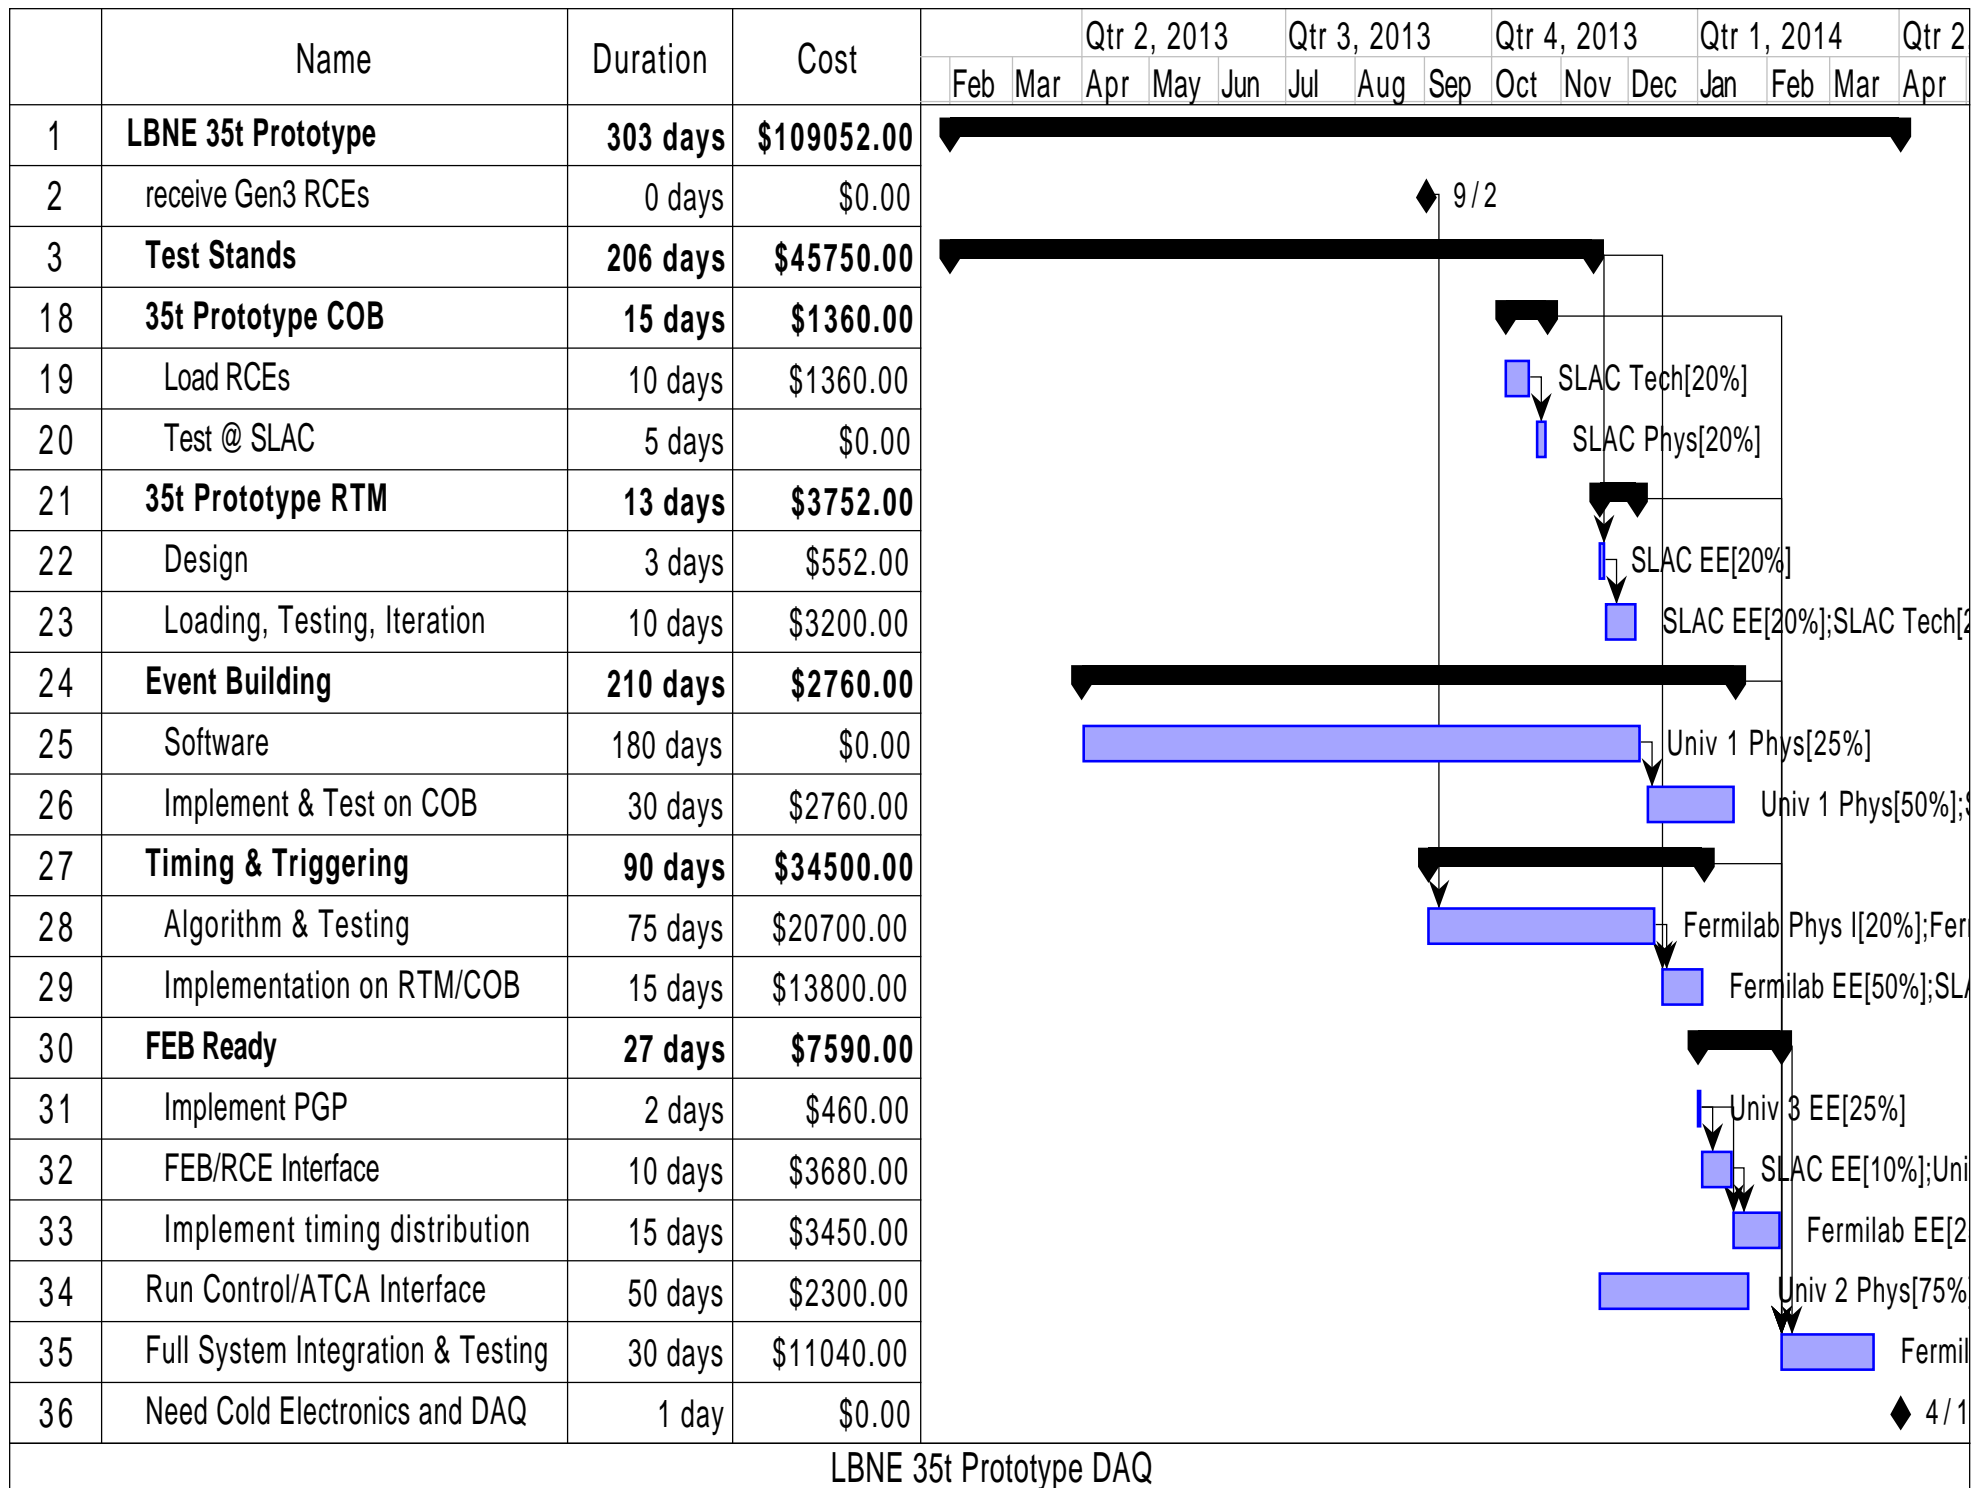 Name Duration Cost Qtr 2, 2013 Qtr 3, 2013 Qtr 4, 2013 Qtr 1, 2014 Qtr 2
Feb Mar Apr May Jun Jul Aug Sep Oct Nov Dec Jan Feb Mar Apr
1 LBNE 35t Prototype 303 days $109052.00
2 receive Gen3 RCEs 0 days $0.00 9/2
3 Test Stands 206 days $45750.00
18 35t Prototype COB 15 days $1360.00
19 Load RCEs 10 days $1360.00 SLAC Tech[20%]
20 Test @ SLAC 5 days $0.00 SLAC Phys[20%]
21 35t Prototype RTM 13 days $3752.00
22 Design 3 days $552.00 SLAC EE[20%]
23 Loading, Testing, Iteration 10 days $3200.00 SLAC EE[20%];SLAC Tech[2
24 Event Building 210 days $2760.00
25 Software 180 days $0.00 Univ 1 Phys[25%]
26 Implement & Test on COB 30 days $2760.00 Univ 1 Phys[50%];S
27 Timing & Triggering 90 days $34500.00
28 Algorithm & Testing 75 days $20700.00 Fermilab Phys I[20%];Fer
29 Implementation on RTM/COB 15 days $13800.00 Fermilab EE[50%];SLA
30 FEB Ready 27 days $7590.00
31 Implement PGP 2 days $460.00 Univ 3 EE[25%]
32 FEB/RCE Interface 10 days $3680.00 SLAC EE[10%];Uni
33 Implement timing distribution 15 days $3450.00 Fermilab EE[2
34 Run Control/ATCA Interface 50 days $2300.00 Univ 2 Phys[75%]
35 Full System Integration & Testing 30 days $11040.00 Fermil
36 Need Cold Electronics and DAQ 1 day $0.00 4/1
LBNE 35t Prototype DAQ